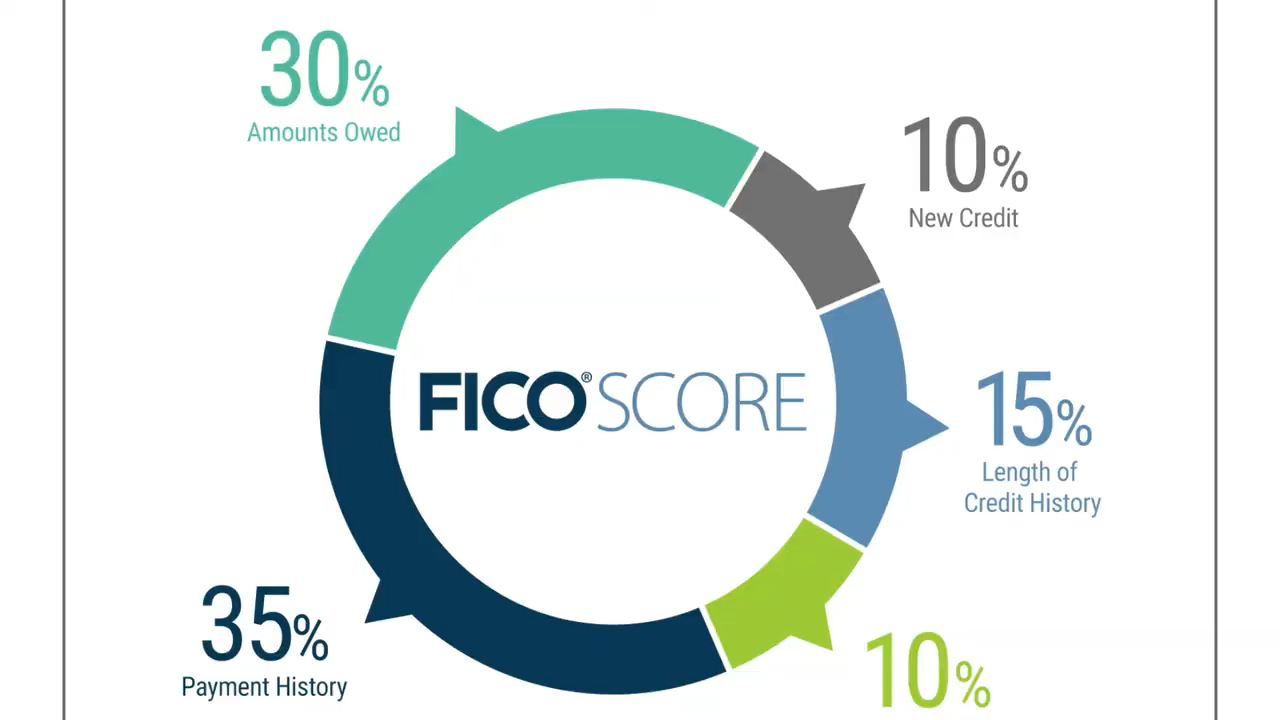 30%
Amounts Owed
10%
New Credit
FICO® SCORE
15%
Length of
Credit History
35%
Payment History
10%